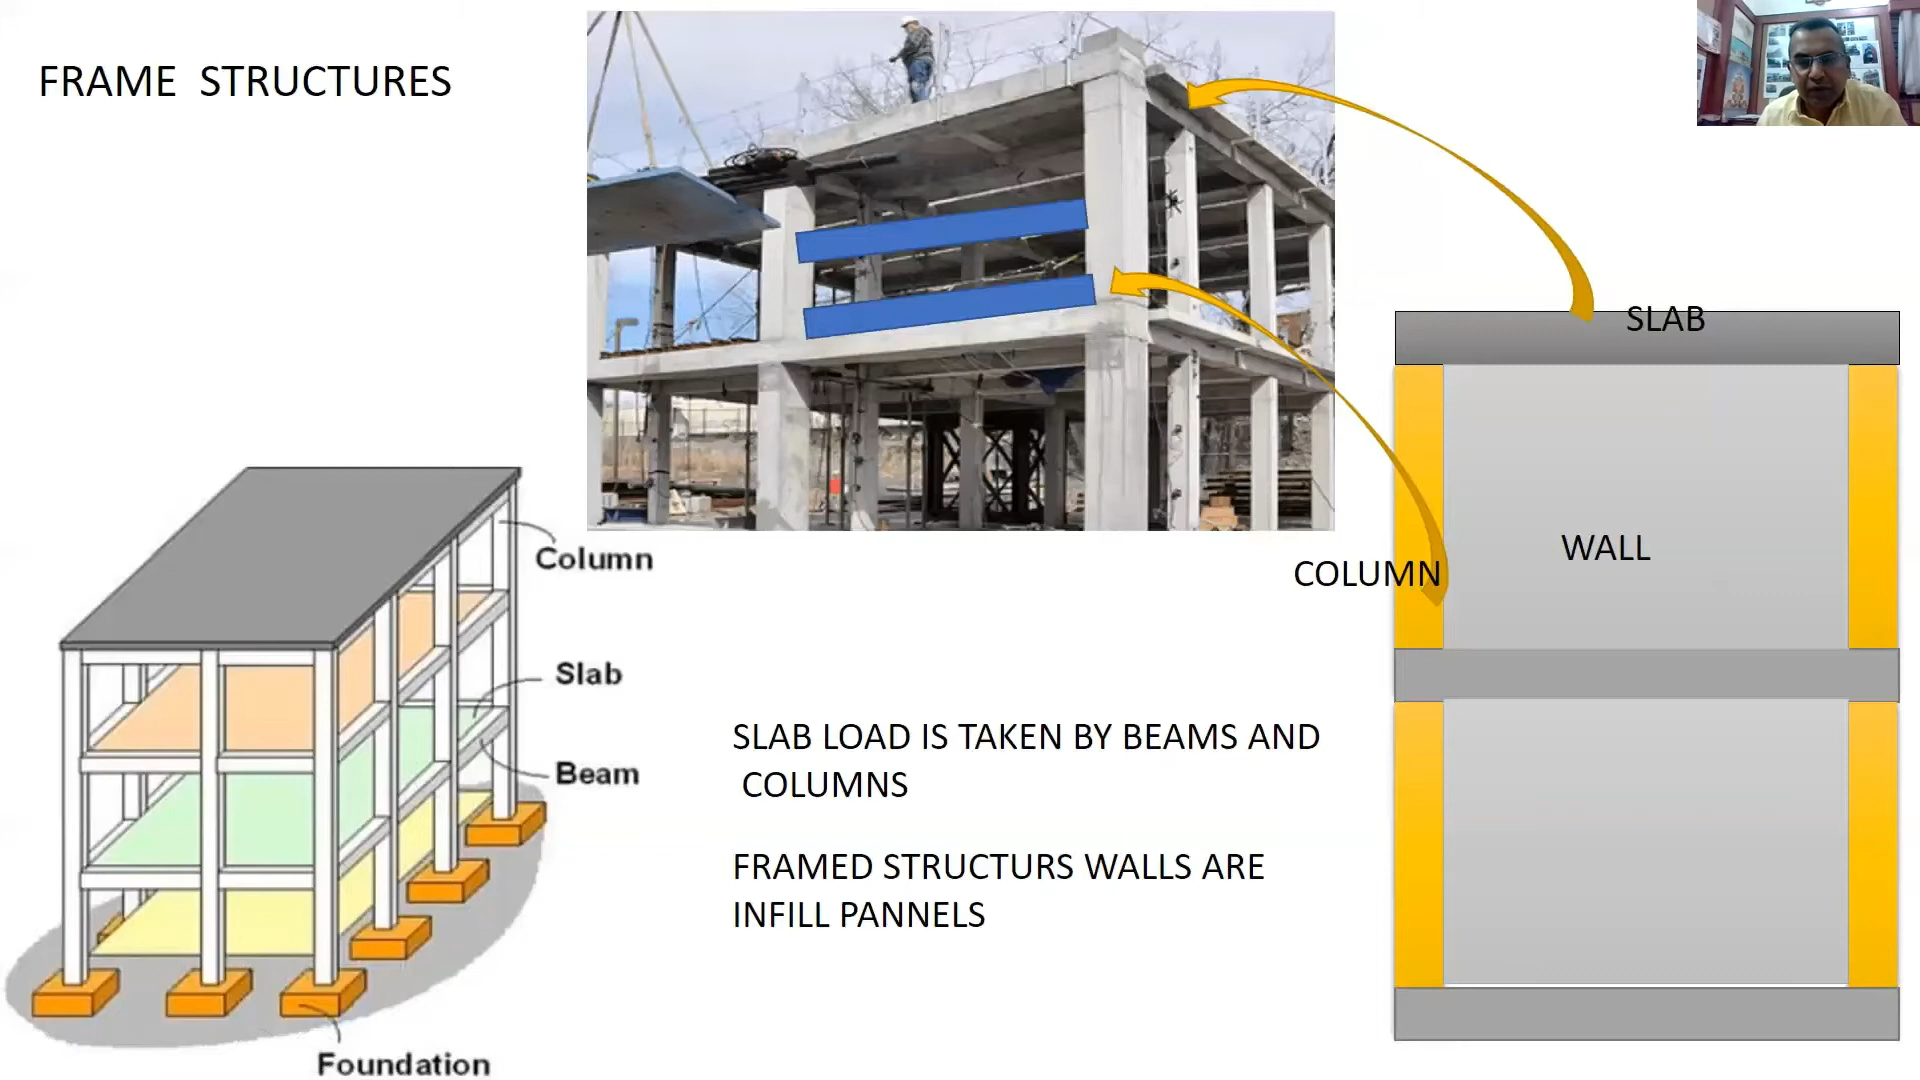 FRAME STRUCTURES
SLAB
WALL
COLUMN
Column
Slab
Beam
Foundation
SLAB LOAD IS TAKEN BY BEAMS AND
COLUMNS
FRAMED STRUCTURS WALLS ARE
INFILL PANNELS